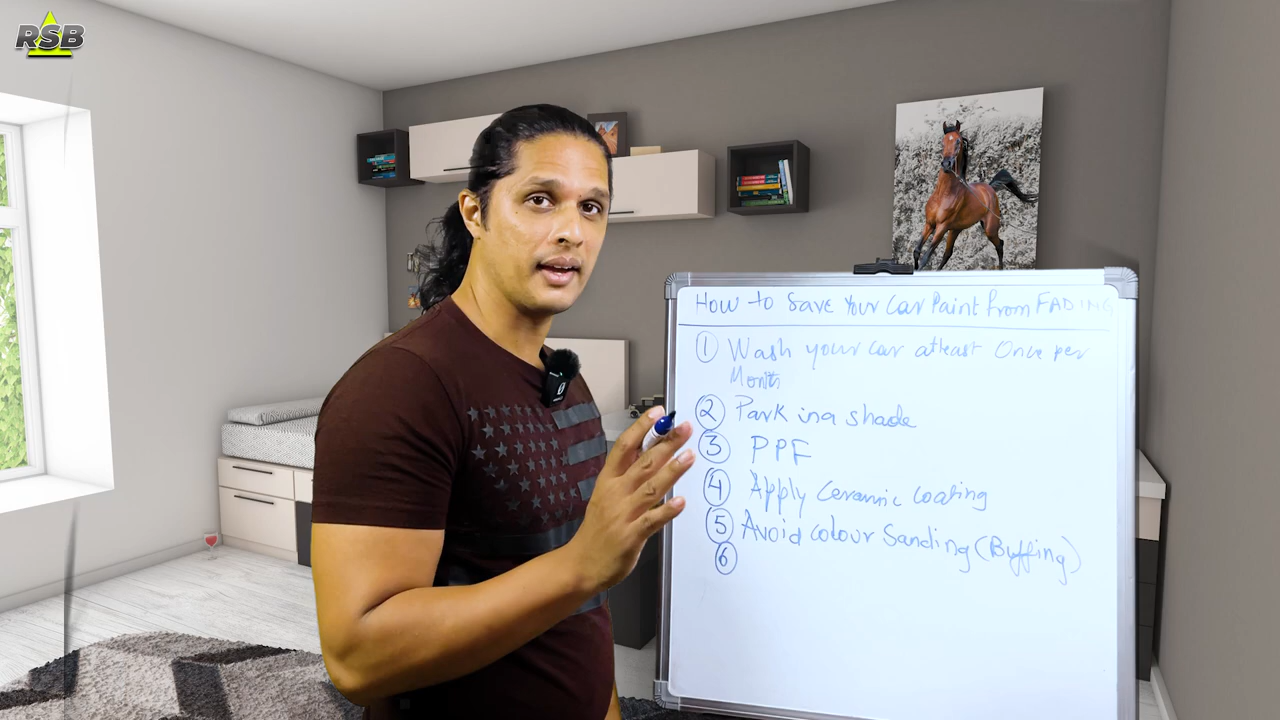 RSB
How to Save Your Car Paint from FADING
① Wash your car atleast Once per
Month
② Park in a shade
③ PPF
④ Apply Ceramic Coating
⑤ Avoid colour Sanding (Buffing)
⑥